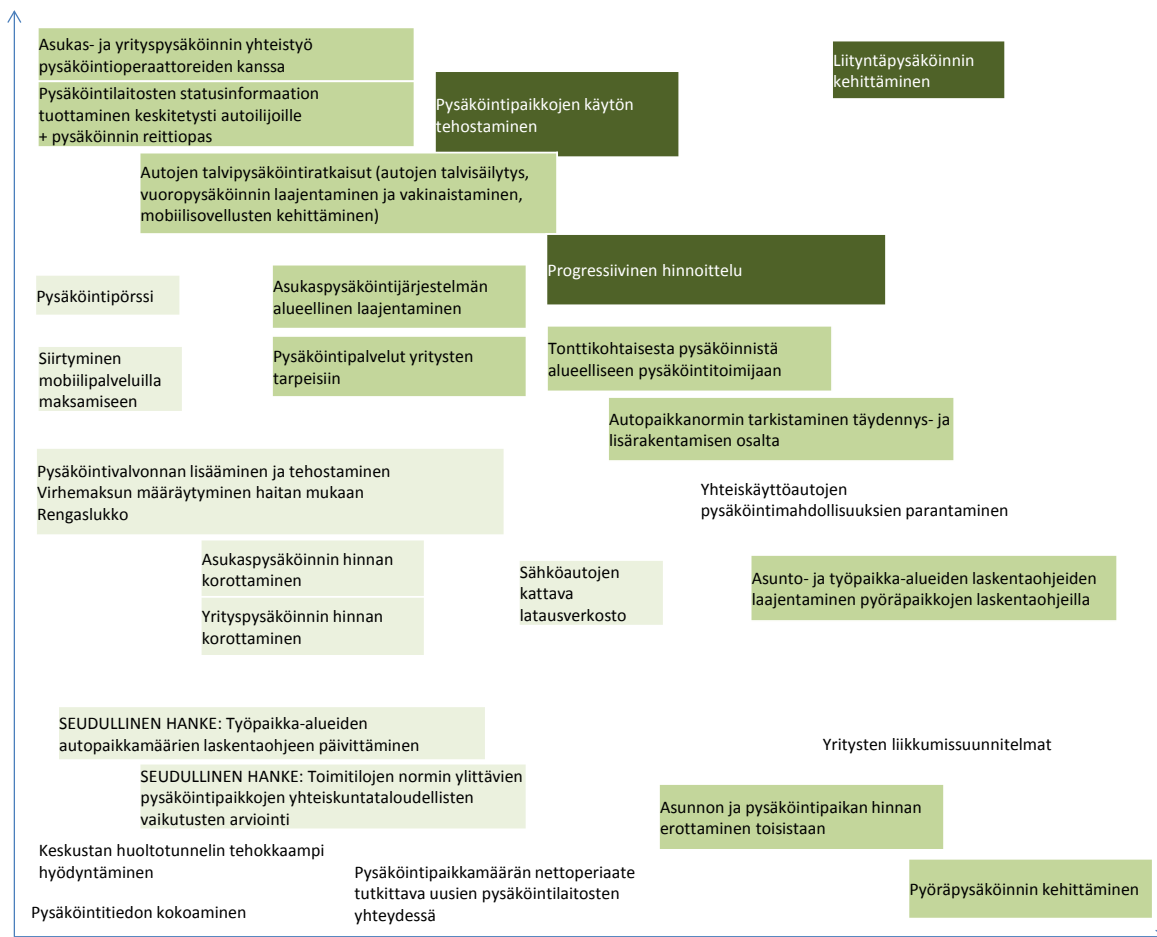 Asukas- ja yrityspysäköinnin yhteistyö
pysäköintioperaattoreiden kanssa
Liityntäpysäköinnin
kehittäminen
Pysäköintilaitosten statusinformaation
tuottaminen keskitetysti autoilijoille
+ pysäköinnin reittiopas
Pysäköintipaikkojen käytön
tehostaminen
Autojen talvipysäköintiratkaisut (autojen talvisäilytys,
vuoropysäköinnin laajentaminen ja vakinaistaminen,
mobiilisovellusten kehittäminen)
Progressiivinen hinnoittelu
Pysäköintipörssi
Asukaspysäköintijärjestelmän
alueellinen laajentaminen
Siirtyminen
mobiilipalveluilla
maksamiseen
Pysäköintipalvelut yritysten
tarpeisiin
Tonttikohtaisesta pysäköinnistä
alueelliseen pysäköintitoimijaan
Autopaikkanormin tarkistaminen täydennys- ja
lisärakentamisen osalta
Pysäköintivalvonnan lisääminen ja tehostaminen
Virhemaksun määräytyminen haitan mukaan
Rengaslukko
Yhteiskäyttöautojen
pysäköintimahdollisuuksien parantaminen
Asukaspysäköinnin hinnan
korottaminen
Yrityspysäköinnin hinnan
korottaminen
Sähköautojen
kattava
latausverkosto
Asunto- ja työpaikka-alueiden laskentaohjeiden
laajentaminen pyöräpaikkojen laskentaohjeilla
SEUDULLINEN HANKE: Työpaikka-alueiden
autopaikkamäärien laskentaohjeen päivittäminen
Yritysten liikkumissuunnitelmat
SEUDULLINEN HANKE: Toimitilojen normin ylittävien
pysäköintipaikkojen yhteiskuntataloudellisten
vaikutusten arviointi
Asunnon ja pysäköintipaikan hinnan
erottaminen toisistaan
Keskustan huoltotunnelin tehokkaampi
hyödyntäminen
Pysäköintipaikkamäärän nettoperiaate
tutkittava uusien pysäköintilaitosten
yhteydessä
Pyöräpysäköinnin kehittäminen
Pysäköintitiedon kokoaminen